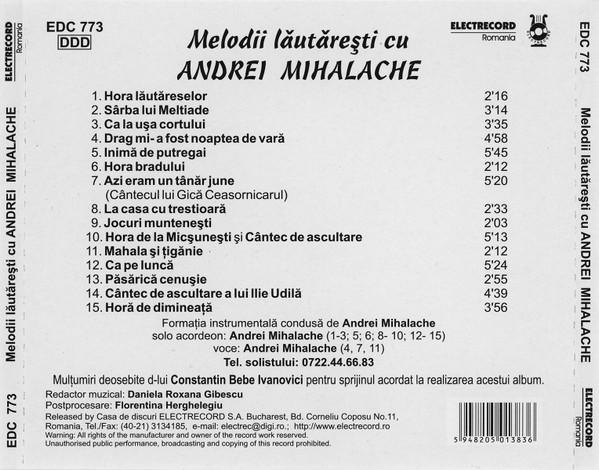 EDC 773
DDD
Melodii lăutăreşti cu
ANDREI MIHALACHE
ELECTRECORD
Romania
1. Hora lăutăreselor 2'16
2. Sârba lui Meltiade 3'14
3. Ca la uşa cortului 3'35
4. Drag mi- a fost noaptea de vară 4'58
5. Inimă de putregai 5'45
6. Hora bradului 2'12
7. Azi eram un tânăr june 5'20
(Cântecul lui Gică Ceasornicarul)
8. La casa cu trestioară 2'33
9. Jocuri munteneşti 2'03
10. Hora de la Micşuneşti şi Cântec de ascultare 5'13
11. Mahala şi ţigănie 2'12
12. Ca pe luncă 5'24
13. Păsărică cenuşie 2'55
14. Cântec de ascultare a lui Ilie Udilă 4'39
15. Horă de dimineaţă 3'56
Formaţia instrumentală condusă de Andrei Mihalache
solo acordeon: Andrei Mihalache (1-3; 5; 6; 8- 10; 12- 15)
voce: Andrei Mihalache (4, 7, 11)
Tel. solistului: 0722.44.66.83
Mulţumiri deosebite d-lui Constantin Bebe Ivanovici pentru sprijinul acordat la realizarea acestui album.
Redactor muzical: Daniela Roxana Gibescu
Postprocesare: Florentina Herghelegiu
Released by Casa de discuri ELECTRECORD S.A. Bucharest, Bd. Corneliu Coposu No.11,
Romania, Tel./Fax: (40-21) 3134185, e-mail: electrec@digi.ro.; http://www.electrecord.ro
Warning: All rights of the manufacturer and owner of the record work reserved.
Unauthorised public performance, broadcasting and copying of this record prohibited.
5 948205 013836
ELECTRECORD
Romania
Melodii lăutăreşti cu ANDREI MIHALACHE
EDC 773
EDC 773
Melodii lăutăreşti cu ANDREI MIHALACHE
ELECTRECORD
Romania